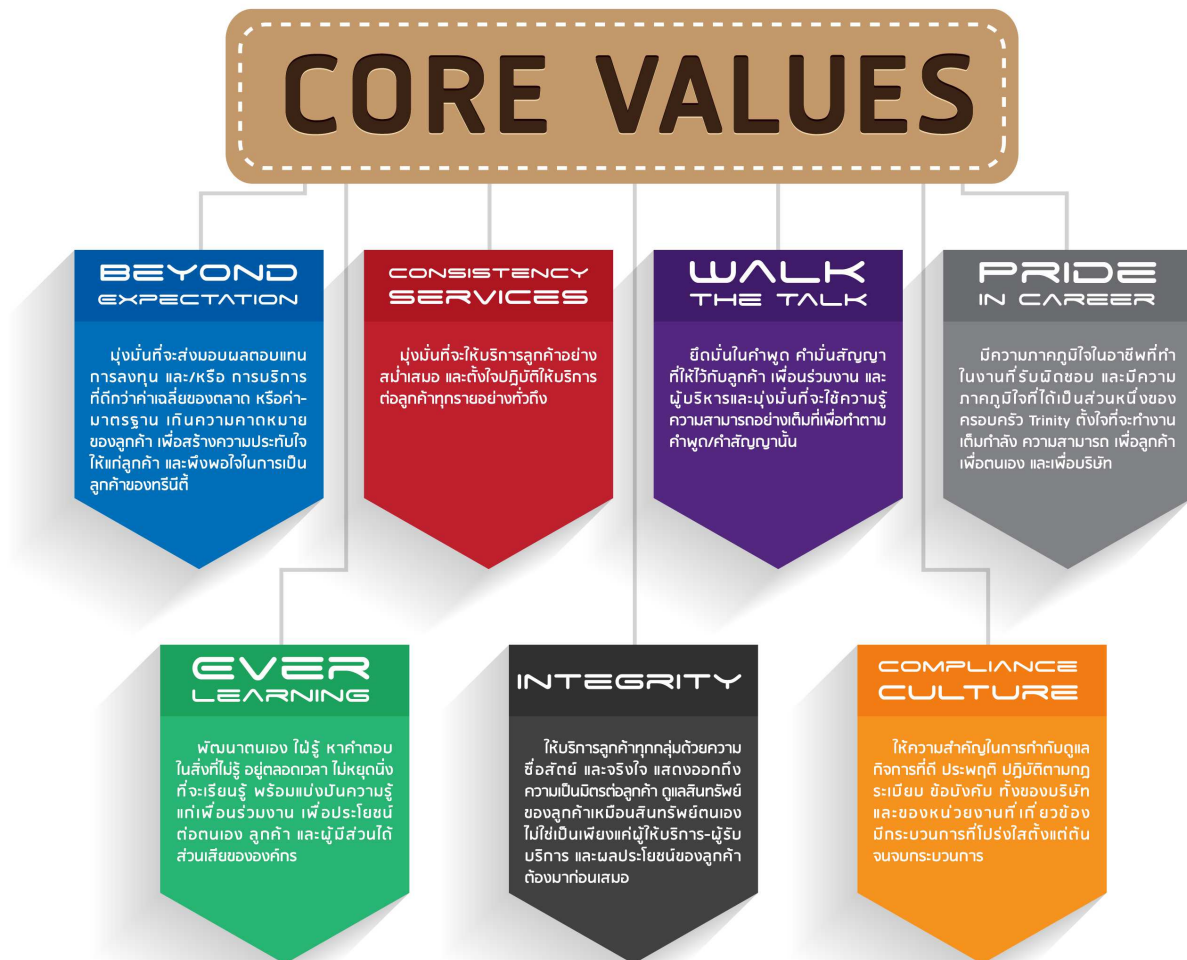 CORE VALUES
BEYOND
EXPECTATION
มุ่งมั่นที่จะส่งมอบผลตอบแทน
การลงทุน และ/หรือ การบริการ
ที่ดีกว่าค่าเฉลี่ยของตลาด หรือค่า-
มาตรฐาน เกินความคาดหมาย
ของลูกค้า เพื่อสร้างความประทับใจ
ให้แก่ลูกค้า และพึงพอใจในการเป็น
ลูกค้าของทรีนีตี้
CONSISTENCY
SERVICES
มุ่งมั่นที่จะให้บริการลูกค้าอย่าง
สม่ำเสมอ และตั้งใจปฏิบัติให้บริการ
ต่อลูกค้าทุกรายอย่างทั่วถึง
WALK
THE TALK
ยึดมั่นในคำพูด คำมั่นสัญญา
ที่ให้ไว้กับลูกค้า เพื่อนร่วมงาน และ
ผู้บริหารและมุ่งมั่นที่จะใช้ความรู้
ความสามารถอย่างเต็มที่เพื่อทำตาม
คำพูด/คำสัญญานั้น
PRIDE
IN CAREER
มีความภาคภูมิใจในอาชีพที่ทำ
ในงานที่รับผิดชอบ และมีความ
ภาคภูมิใจที่ได้เป็นส่วนหนึ่งของ
ครอบครัว Trinity ตั้งใจที่จะทำงาน
เต็มกำลัง ความสามารถ เพื่อลูกค้า
เพื่อตนเอง และเพื่อบริษัท
EVER
LEARNING
พัฒนาตนเอง ใฝ่รู้ หาคำตอบ
ในสิ่งที่ไม่รู้ อยู่ตลอดเวลา ไม่หยุดนิ่ง
ที่จะเรียนรู้ พร้อมแบ่งปันความรู้
แก่เพื่อนร่วมงาน เพื่อประโยชน์
ต่อตนเอง ลูกค้า และผู้มีส่วนได้
ส่วนเสียขององค์กร
INTEGRITY
ให้บริการลูกค้าทุกกลุ่มด้วยความ
ซื่อสัตย์ และจริงใจ แสดงออกถึง
ความเป็นมิตรต่อลูกค้า ดูแลสินทรัพย์
ของลูกค้าเหมือนสินทรัพย์ตนเอง
ไม่ใช่เป็นเพียงแค่ผู้ให้บริการ-ผู้รับ
บริการ และผลประโยชน์ของลูกค้า
ต้องมาก่อนเสมอ
COMPLIANCE
CULTURE
ให้ความสำคัญในการกำกับดูแล
กิจการที่ดี ประพฤติ ปฏิบัติตามกฎ
ระเบียบ ข้อบังคับ ทั้งของบริษัท
และของหน่วยงานที่เกี่ยวข้อง
มีกระบวนการที่โปร่งใสตั้งแต่ต้น
จนจบกระบวนการ